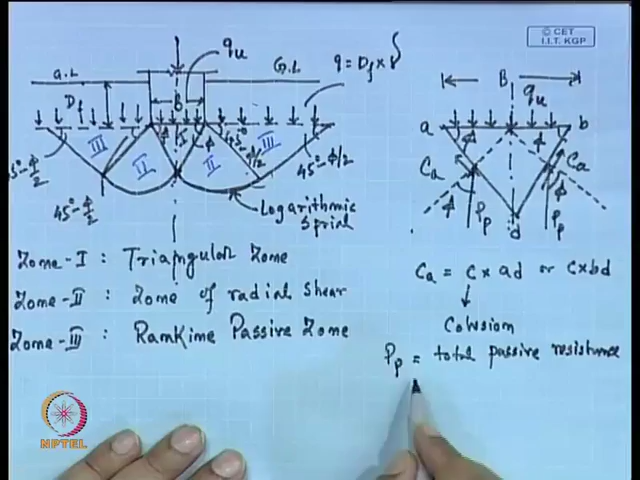 © CET
I.I.T. KGP
qu
G.L
G.L
q = Df × γ
Df
B
III
II
I
II
III
ϕ
45°-ϕ/2
45°-ϕ/2
45°-ϕ/2
45°-ϕ/2
Logarithmic
Sprial
Zone-I : Triangular Zone
Zone-II : Zone of radial shear
Zone-III : Rankine Passive Zone
B
qu
a
b
ϕ
ϕ
Ca
Ca
ϕ
ϕ
Pp
Pp
d
Ca = C × ad or C×bd
Cohsion
Pp = total passive resistance
NPTEL